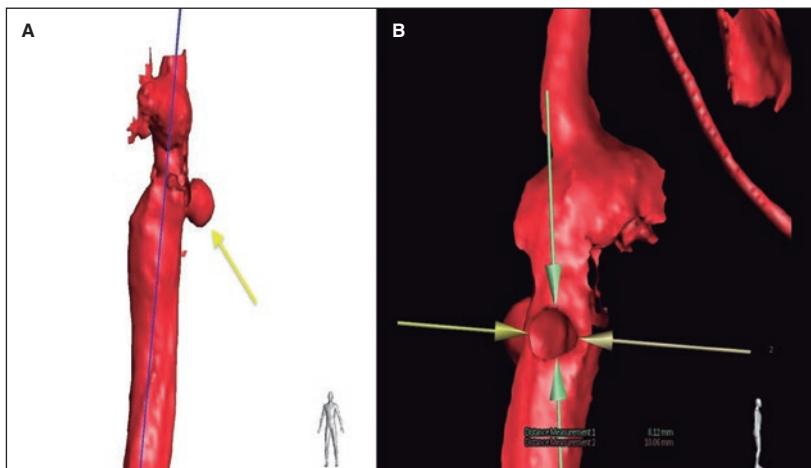 A
B
2
Distance Measurement 1 8.12 mm
Distance Measurement 2 10.06 mm